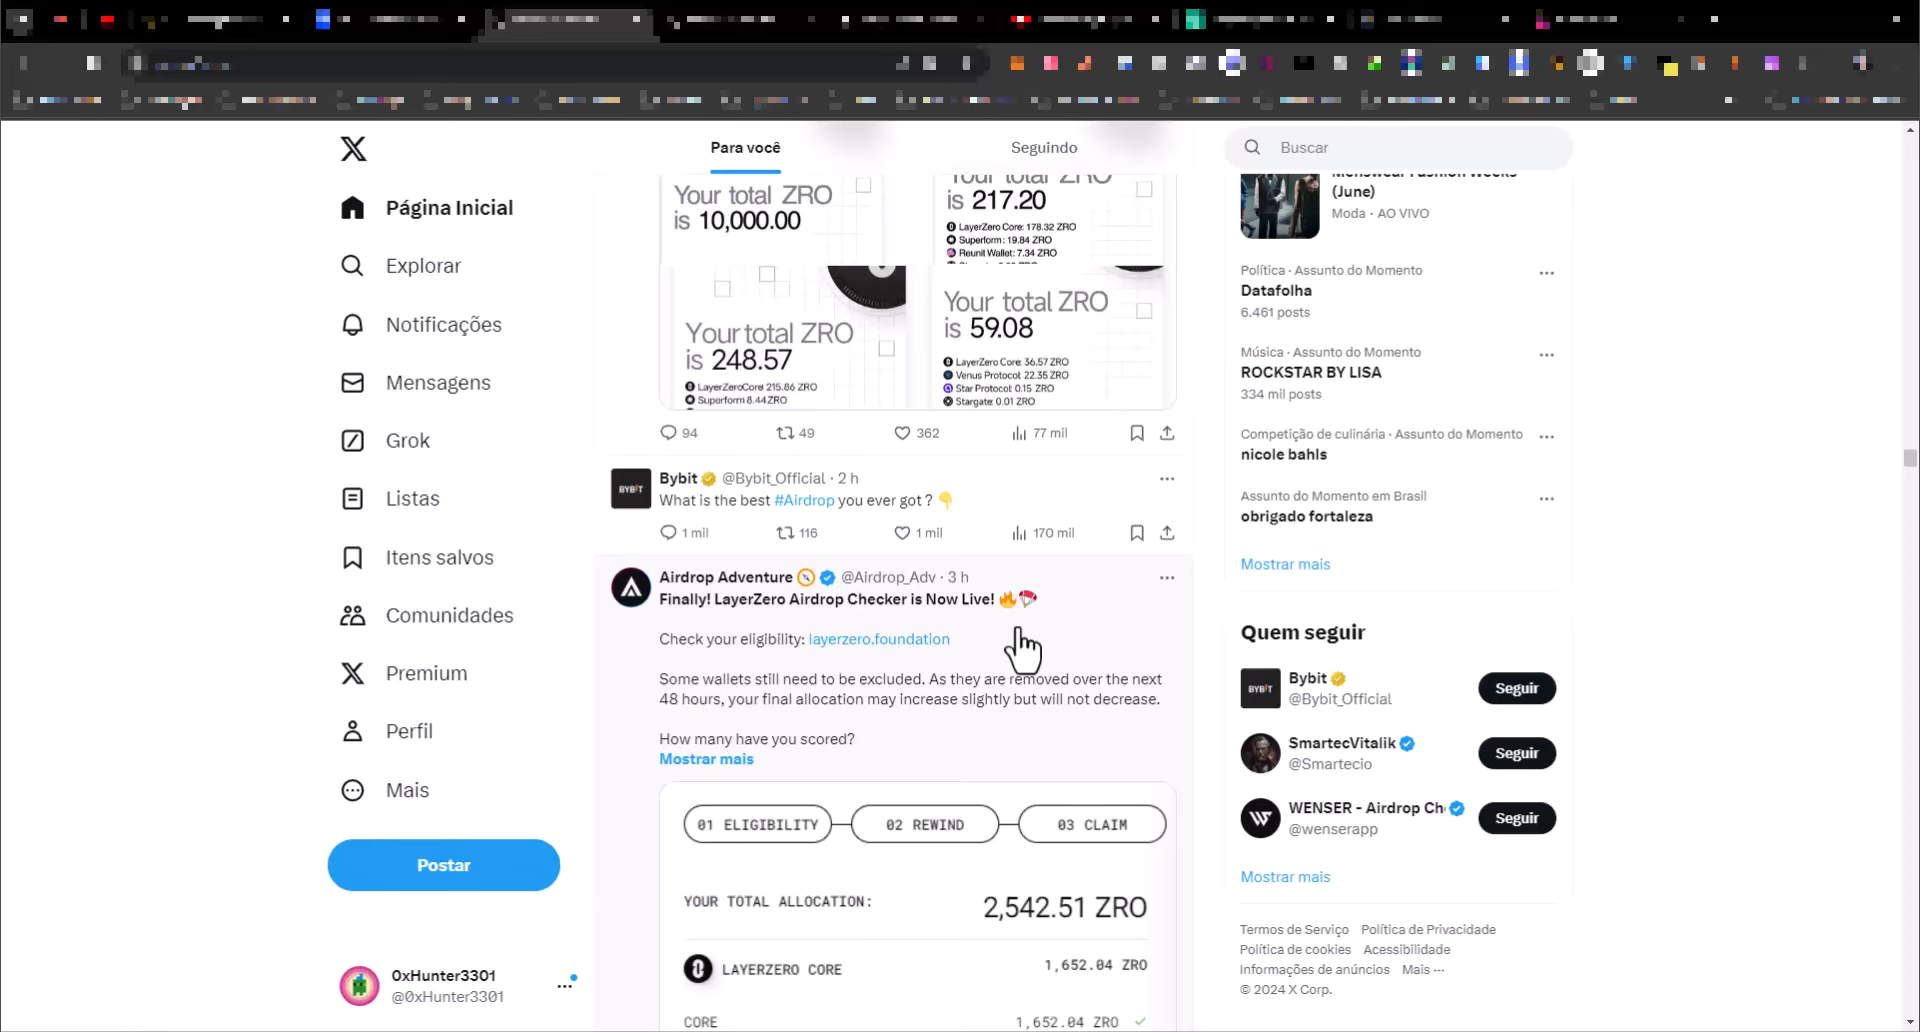 Página Inicial
Explorar
Notificações
Mensagens
Grok
Listas
Itens salvos
Comunidades
Premium
Perfil
Mais
Postar
0xHunter3301
@0xHunter3301
Para você
Seguindo
Your total ZRO
is 10,000.00
Your total ZRO
is 217.20
LayerZero Core: 178.32 ZRO
Superform : 19.84 ZRO
Reunit Wallet: 7.34 ZRO
Your total ZRO
is 248.57
LayerZeroCore 215.86 ZRO
Superform 8.44 ZRO
Your total ZRO
is 59.08
LayerZero Core: 36.57 ZRO
Venus Protocol: 22.35 ZRO
Star Protocol: 0.15 ZRO
Stargate: 0.01 ZRO
94 49 362 77 mil
BYBIT
Bybit @Bybit_Official · 2 h
What is the best #Airdrop you ever got ? 👇
1 mil 116 1 mil 170 mil
Airdrop Adventure 🧭 @Airdrop_Adv · 3 h
Finally! LayerZero Airdrop Checker is Now Live! 🔥🪂
Check your eligibility: layerzero.foundation
Some wallets still need to be excluded. As they are removed over the next
48 hours, your final allocation may increase slightly but will not decrease.
How many have you scored?
Mostrar mais
01 ELIGIBILITY 02 REWIND 03 CLAIM
YOUR TOTAL ALLOCATION: 2,542.51 ZRO
LAYERZERO CORE 1,652.04 ZRO
CORE 1,652.04 ZRO ✓
Buscar
Menswear Fashion Weeks
(June)
Moda · AO VIVO
Política · Assunto do Momento
Datafolha
6.461 posts
Música · Assunto do Momento
ROCKSTAR BY LISA
334 mil posts
Competição de culinária · Assunto do Momento
nicole bahls
Assunto do Momento em Brasil
obrigado fortaleza
Mostrar mais
Quem seguir
BYBIT
Bybit
@Bybit_Official
Seguir
SmartecVitalik
@Smartecio
Seguir
WENSER - Airdrop Ch
@wenserapp
Seguir
Mostrar mais
Termos de Serviço Política de Privacidade
Política de cookies Acessibilidade
Informações de anúncios Mais ···
© 2024 X Corp.